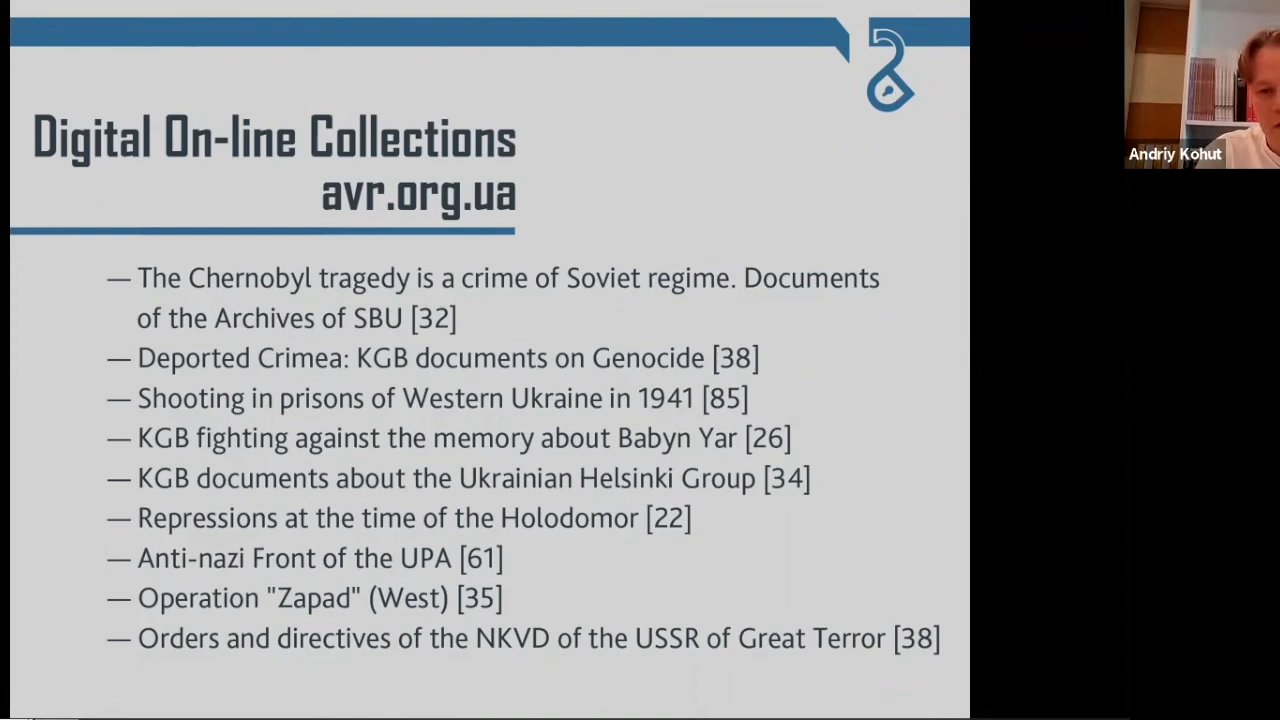 Digital On-line Collections
avr.org.ua
— The Chernobyl tragedy is a crime of Soviet regime. Documents
of the Archives of SBU [32]
— Deported Crimea: KGB documents on Genocide [38]
— Shooting in prisons of Western Ukraine in 1941 [85]
— KGB fighting against the memory about Babyn Yar [26]
— KGB documents about the Ukrainian Helsinki Group [34]
— Repressions at the time of the Holodomor [22]
— Anti-nazi Front of the UPA [61]
— Operation "Zapad" (West) [35]
— Orders and directives of the NKVD of the USSR of Great Terror [38]
Andriy Kohut